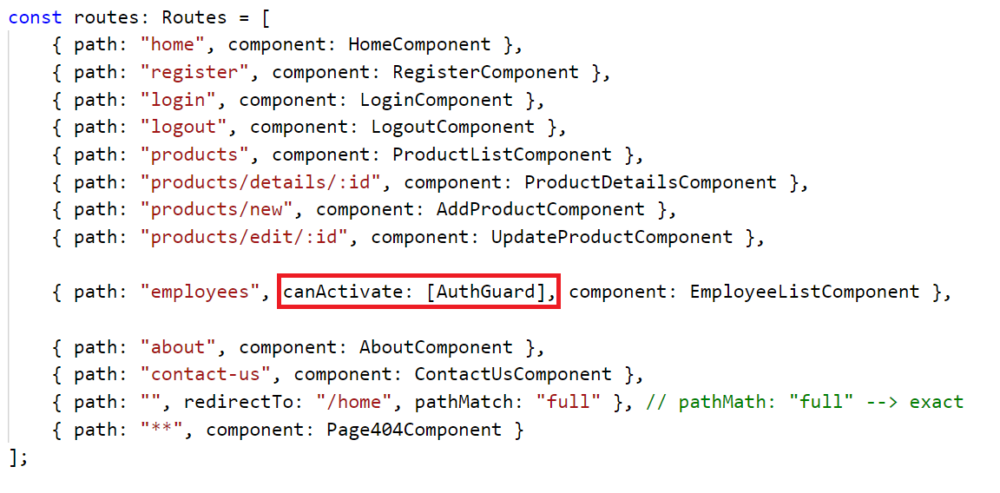 const routes: Routes = [
{ path: "home", component: HomeComponent },
{ path: "register", component: RegisterComponent },
{ path: "login", component: LoginComponent },
{ path: "logout", component: LogoutComponent },
{ path: "products", component: ProductListComponent },
{ path: "products/details/:id", component: ProductDetailsComponent },
{ path: "products/new", component: AddProductComponent },
{ path: "products/edit/:id", component: UpdateProductComponent },
{ path: "employees", canActivate: [AuthGuard], component: EmployeeListComponent },
{ path: "about", component: AboutComponent },
{ path: "contact-us", component: ContactUsComponent },
{ path: "", redirectTo: "/home", pathMatch: "full" }, // pathMath: "full" --> exact
{ path: "**", component: Page404Component }
];